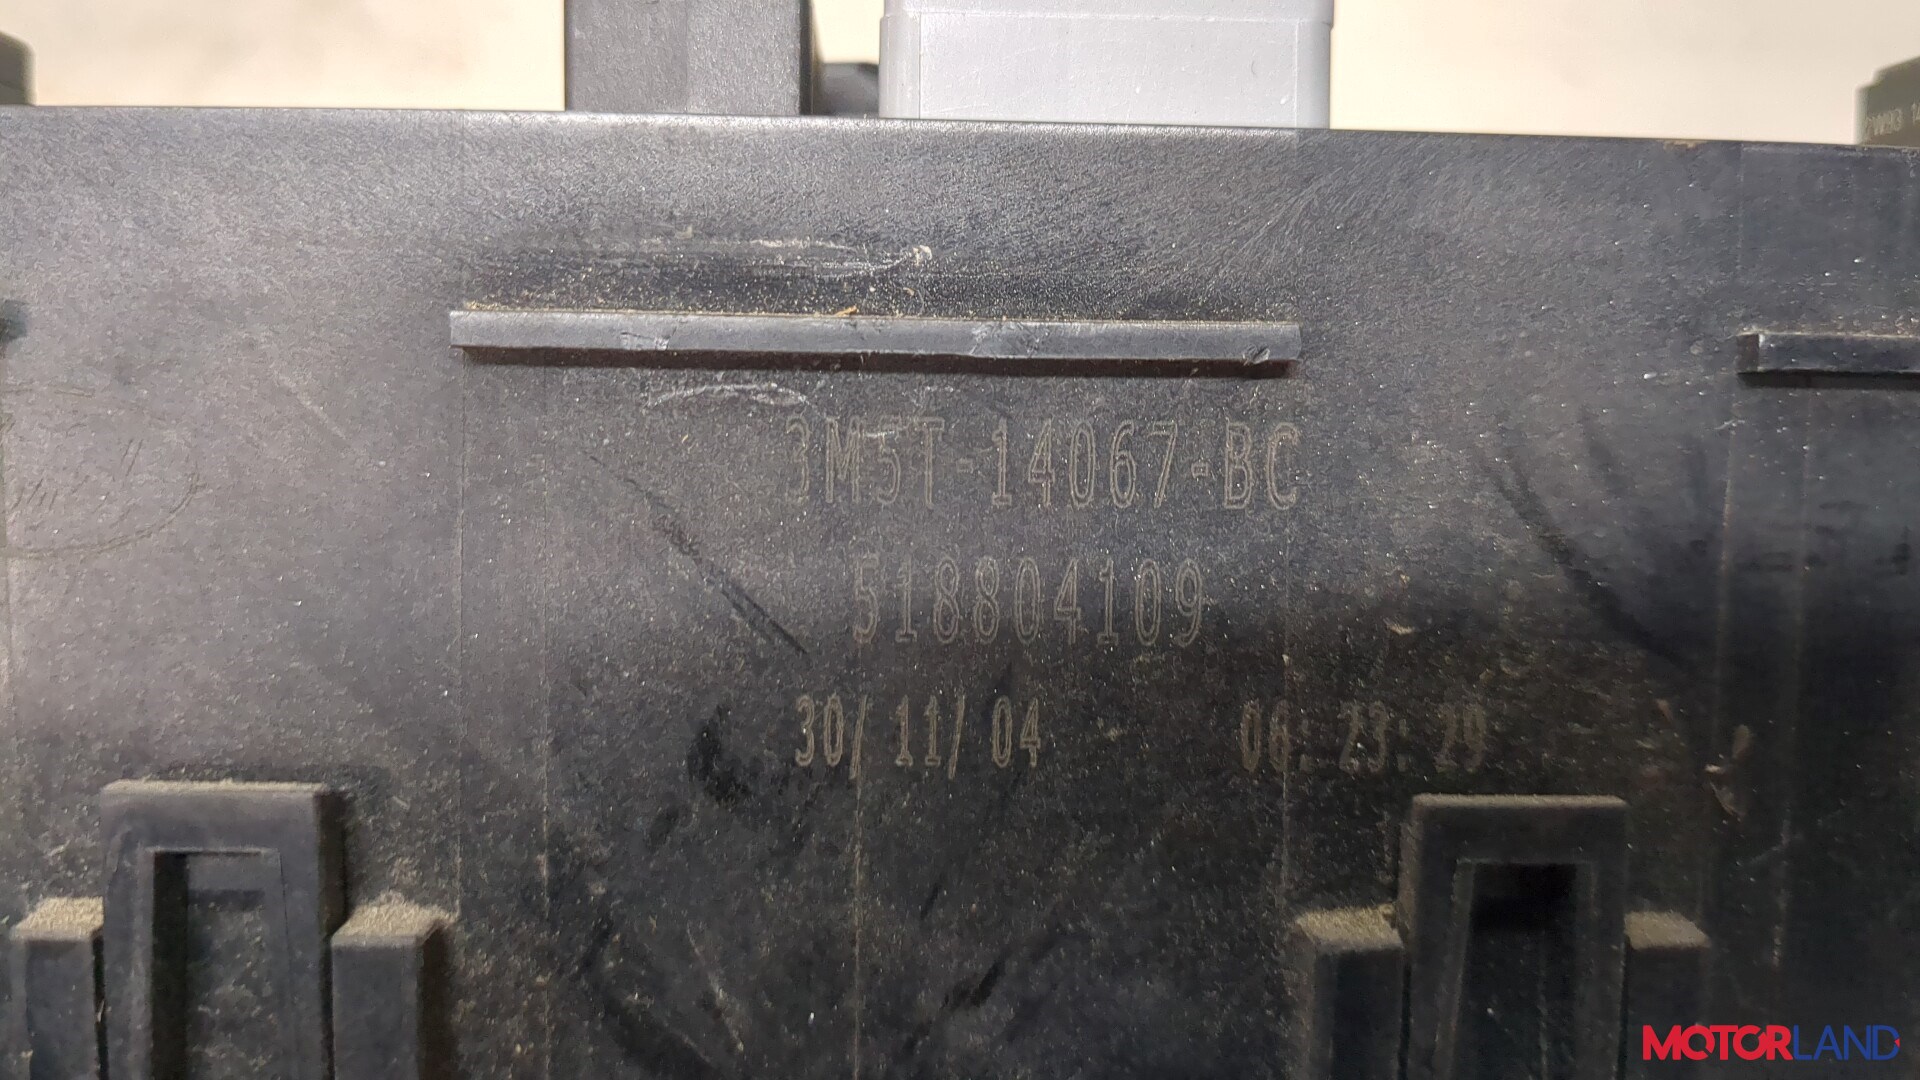 3M5T-14067-BC
518804109
30/11/04 06:23:29
MOTORLAND